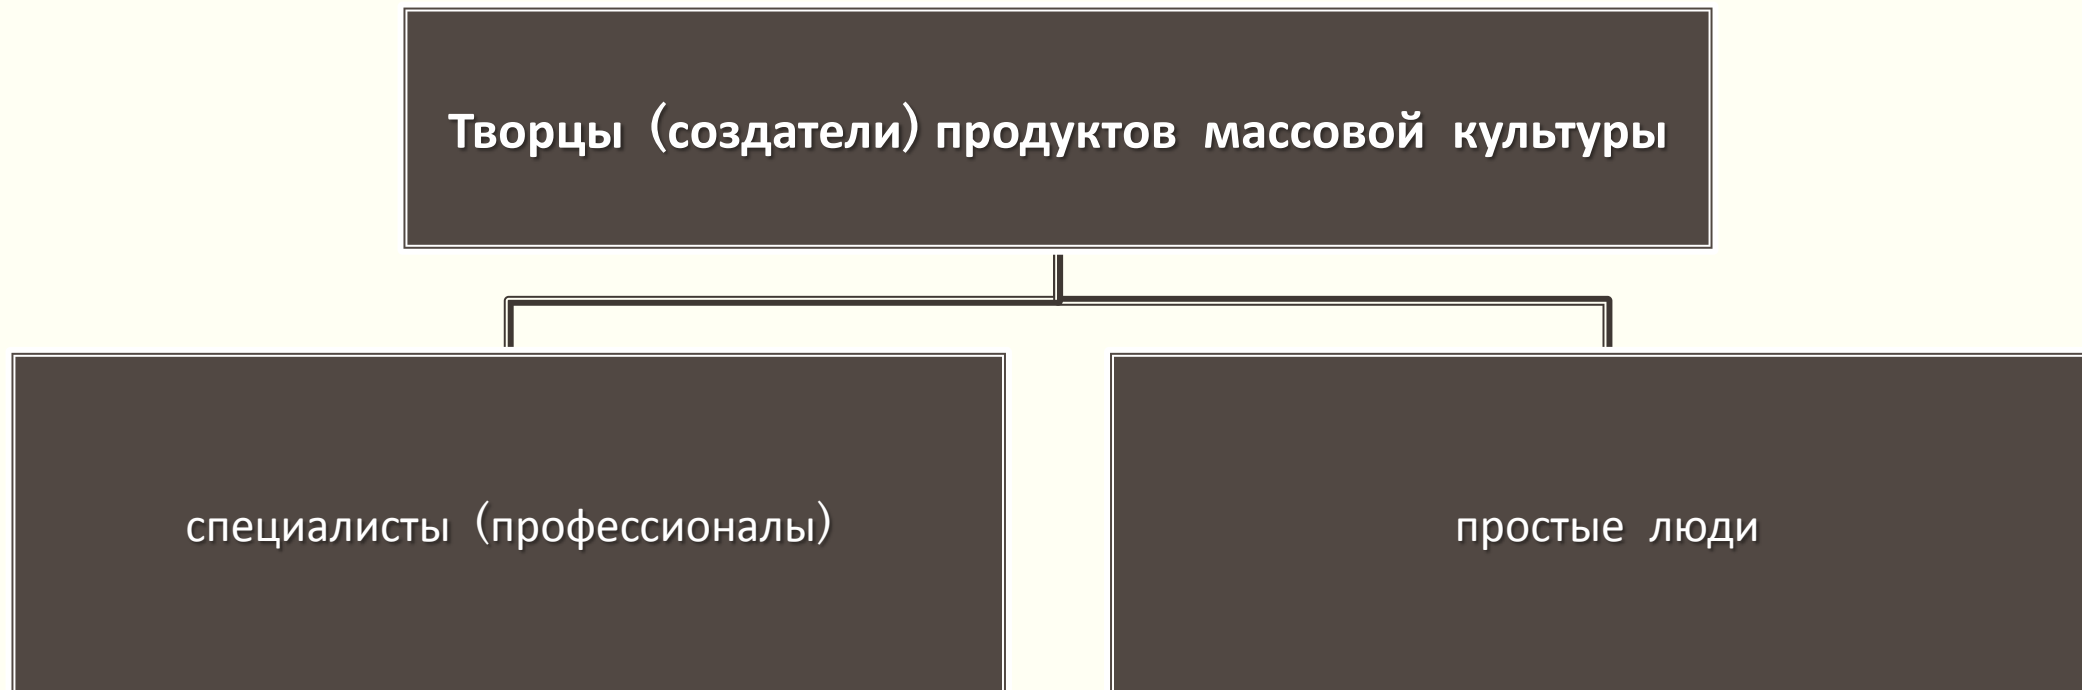 Творцы (создатели) продуктов массовой культуры
специалисты (профессионалы)
простые люди